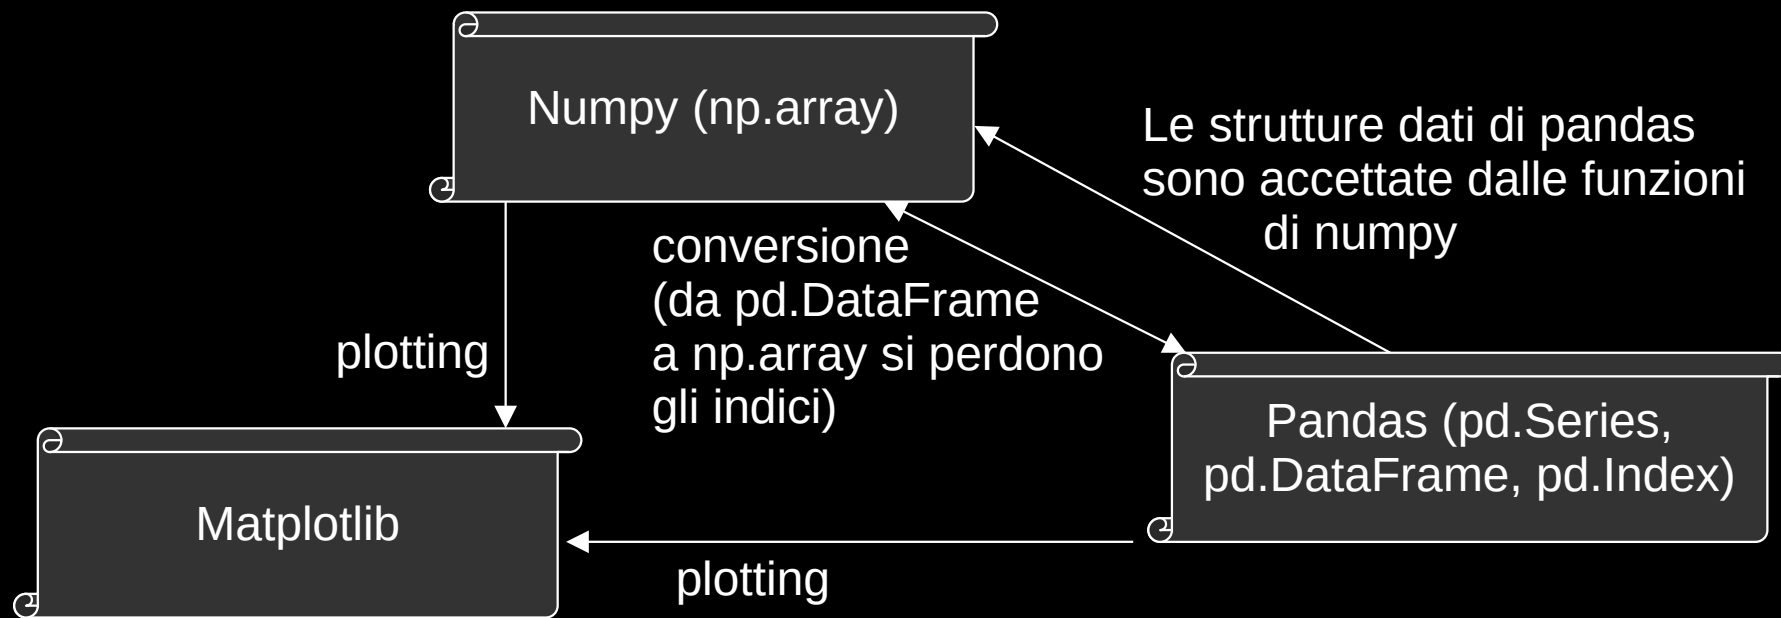 Numpy (np.array)
Le strutture dati di pandas
sono accettate dalle funzioni
di numpy
conversione
(da pd.DataFrame
a np.array si perdono
gli indici)
plotting
Pandas (pd.Series,
pd.DataFrame, pd.Index)
Matplotlib
plotting